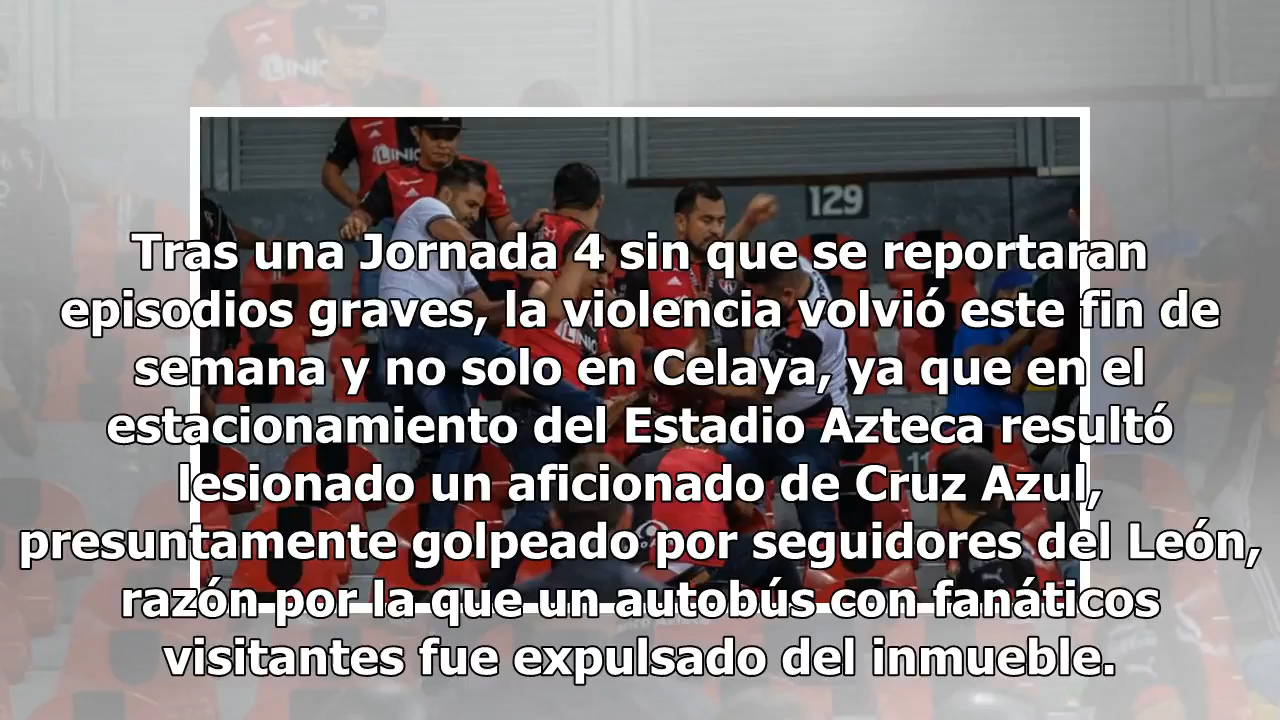 LINIO
129
Tras una Jornada 4 sin que se reportaran
episodios graves, la violencia volvió este fin de
semana y no solo en Celaya, ya que en el
estacionamiento del Estadio Azteca resultó
lesionado un aficionado de Cruz Azul,
presuntamente golpeado por seguidores del León,
razón por la que un autobús con fanáticos
visitantes fue expulsado del inmueble.